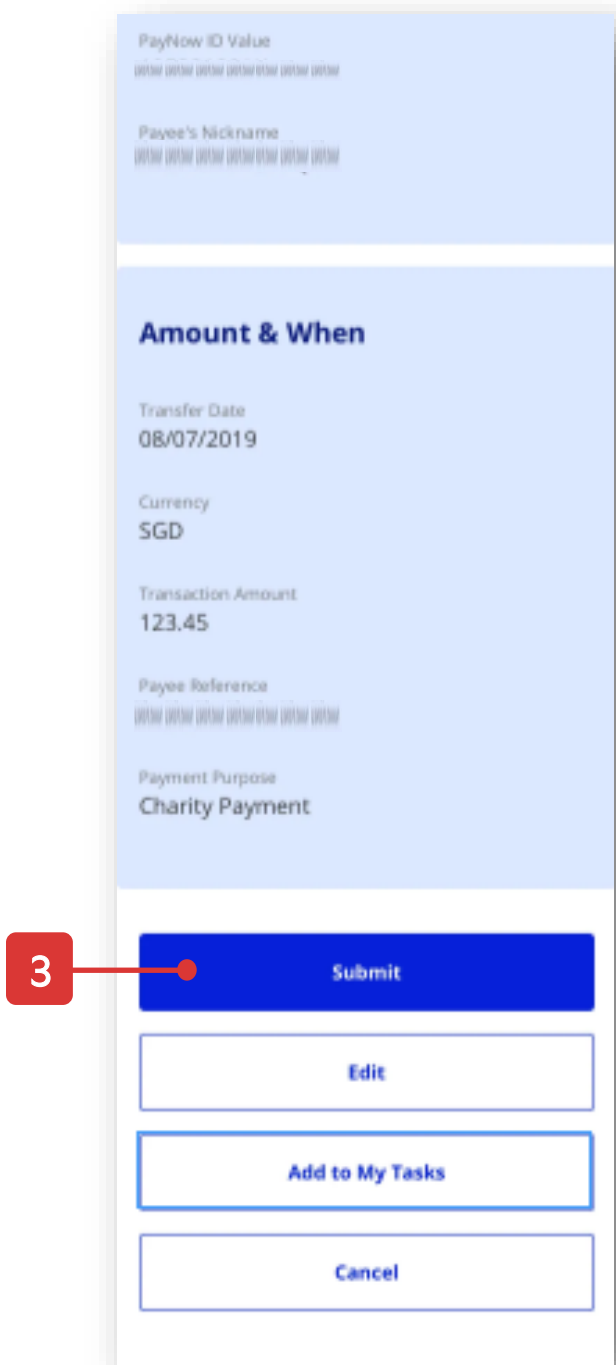 PayNow ID Value
Payee's Nickname
Amount & When
Transfer Date
08/07/2019
Currency
SGD
Transaction Amount
123.45
Payee Reference
Payment Purpose
Charity Payment
3
Submit
Edit
Add to My Tasks
Cancel